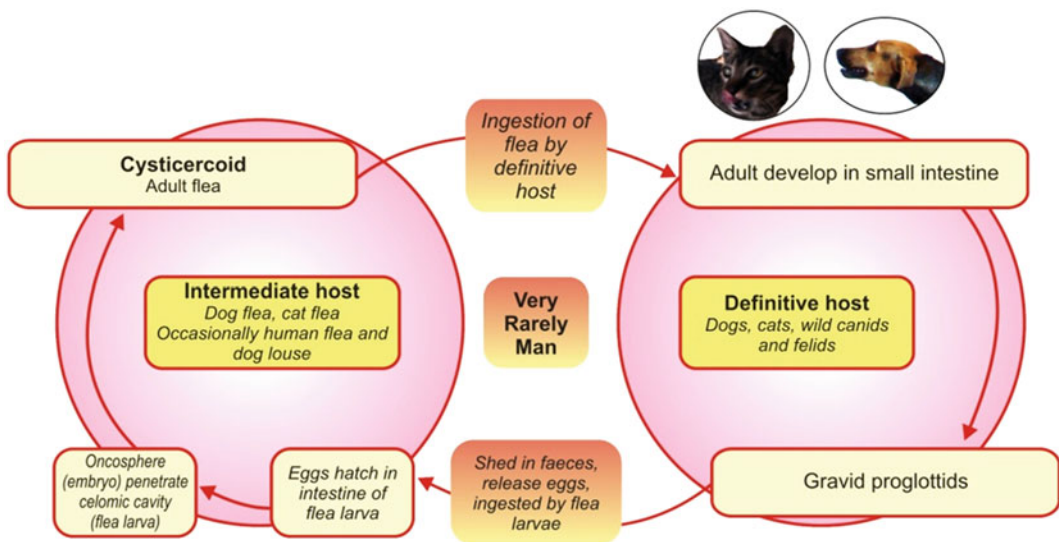 Cysticercoid
Adult flea
Ingestion of
flea by
definitive
host
Adult develop in small intestine
Intermediate host
Dog flea, cat flea
Occasionally human flea and
dog louse
Very
Rarely
Man
Definitive host
Dogs, cats, wild canids
and felids
Oncosphere
(embryo) penetrate
celomic cavity
(flea larva)
Eggs hatch in
intestine of
flea larva
Shed in faeces,
release eggs,
ingested by flea
larvae
Gravid proglottids